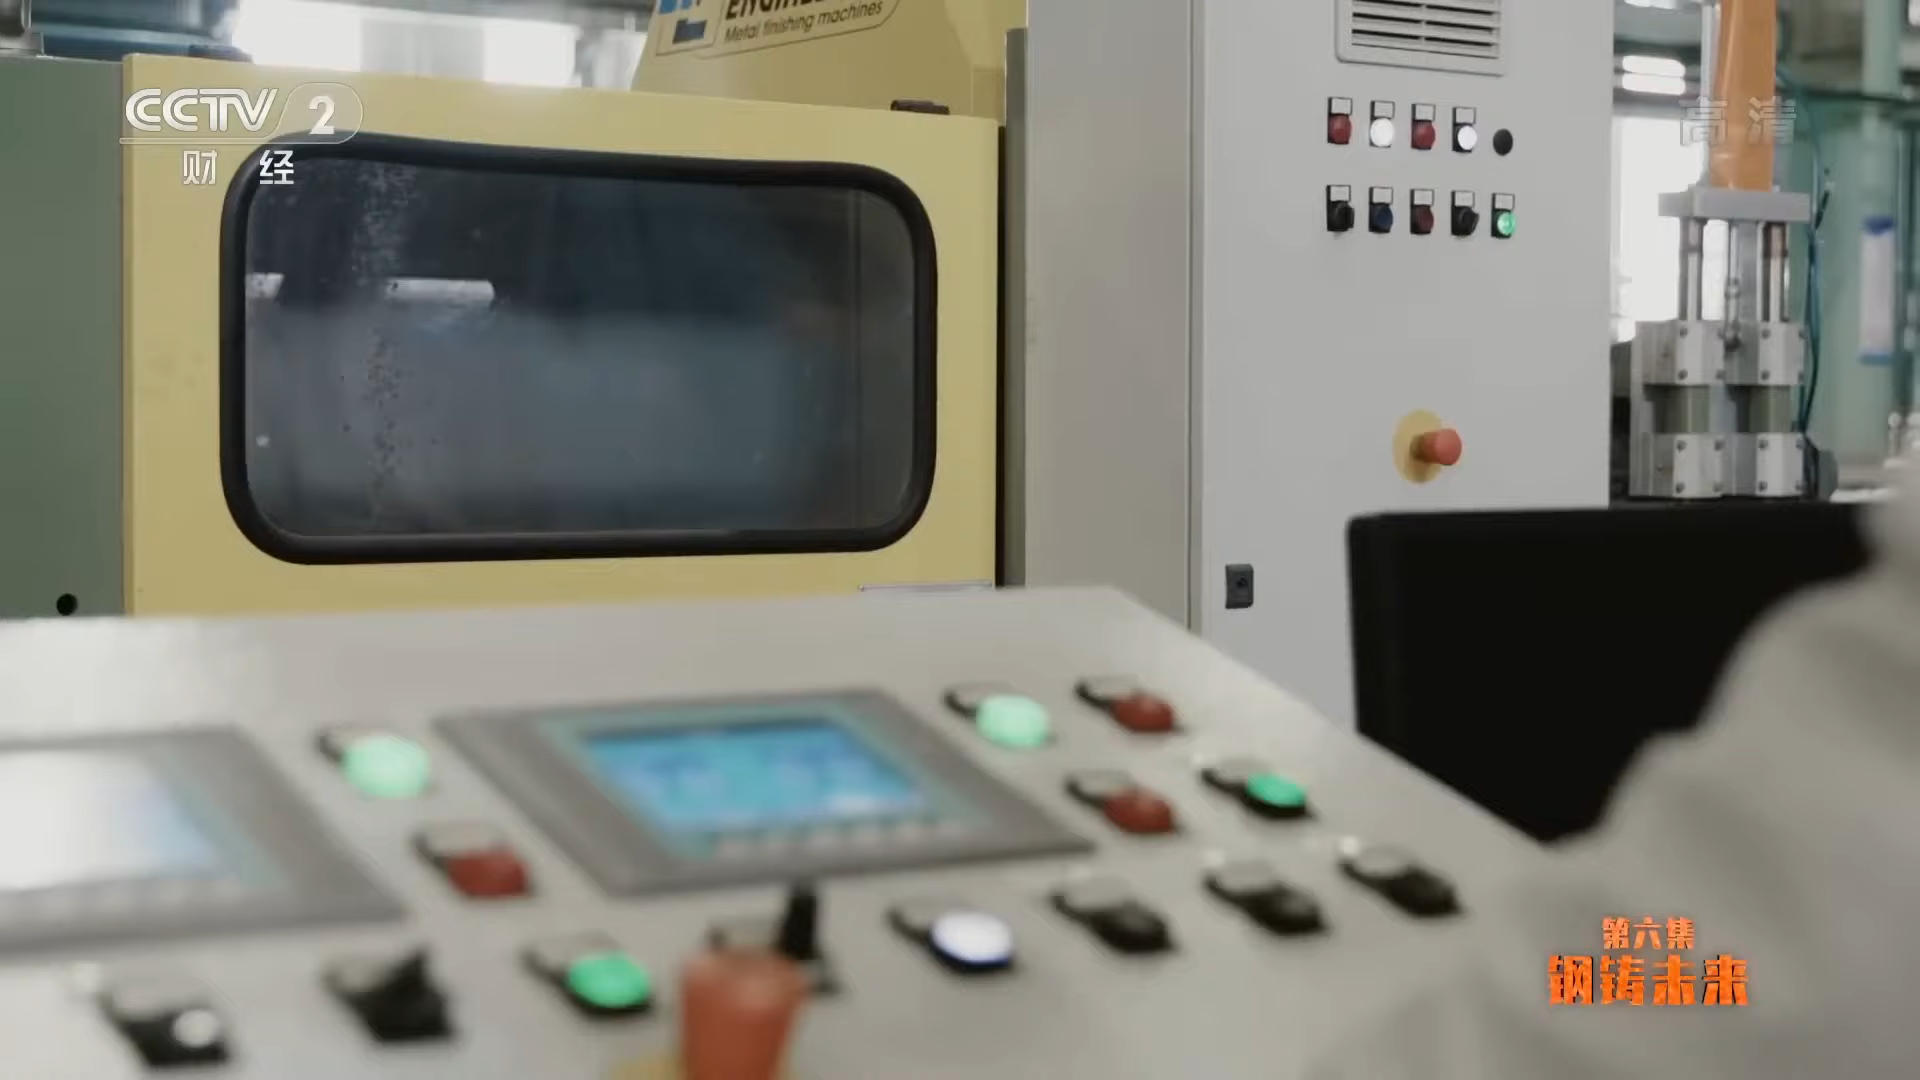 Metal finishing machines
CCTV 2
财 经
高 清
第六集
钢铸未来